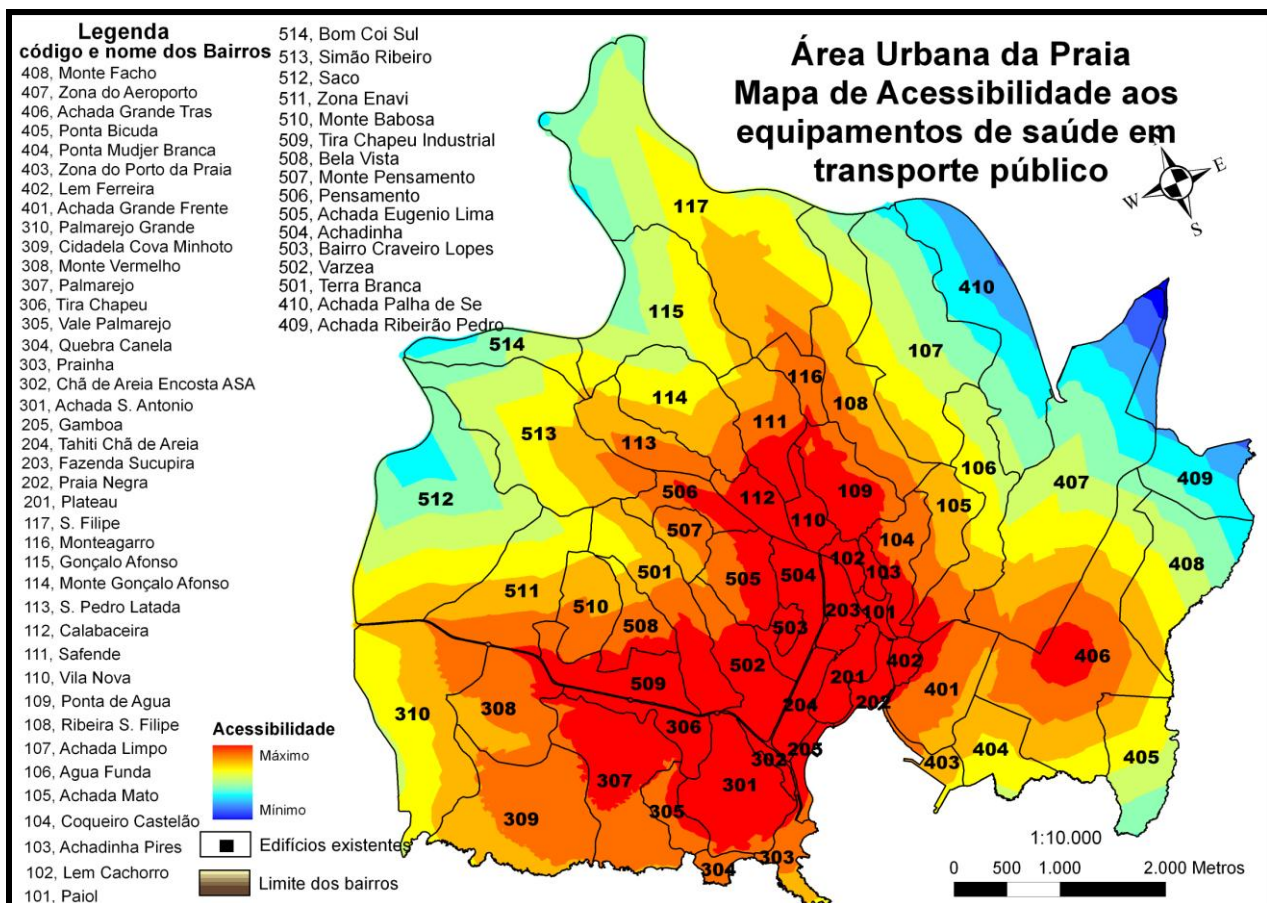 Legenda
código e nome dos Bairros
408, Monte Facho
407, Zona do Aeroporto
406, Achada Grande Tras
405, Ponta Bicuda
404, Ponta Mudjer Branca
403, Zona do Porto da Praia
402, Lem Ferreira
401, Achada Grande Frente
310, Palmarejo Grande
309, Cidadela Cova Minhoto
308, Monte Vermelho
307, Palmarejo
306, Tira Chapeu
305, Vale Palmarejo
304, Quebra Canela
303, Prainha
302, Chã de Areia Encosta ASA
301, Achada S. Antonio
205, Gamboa
204, Tahiti Chã de Areia
203, Fazenda Sucupira
202, Praia Negra
201, Plateau
117, S. Filipe
116, Monteagarro
115, Gonçalo Afonso
114, Monte Gonçalo Afonso
113, S. Pedro Latada
112, Calabaceira
111, Safende
110, Vila Nova
109, Ponta de Agua
108, Ribeira S. Filipe
107, Achada Limpo
106, Agua Funda
105, Achada Mato
104, Coqueiro Castelão
103, Achadinha Pires
102, Lem Cachorro
101, Paiol
514, Bom Coi Sul
513, Simão Ribeiro
512, Saco
511, Zona Enavi
510, Monte Babosa
509, Tira Chapeu Industrial
508, Bela Vista
507, Monte Pensamento
506, Pensamento
505, Achada Eugenio Lima
504, Achadinha
503, Bairro Craveiro Lopes
502, Varzea
501, Terra Branca
410, Achada Palha de Se
409, Achada Ribeirão Pedro
Área Urbana da Praia
Mapa de Acessibilidade aos
equipamentos de saúde em
transporte público
N
E
W
S
117
410
115
107
514
116
114
108
111
513
113
106
407
409
512
506
112
109
105
110
507
104
408
102
501
505
504
103
511
510
203
101
508
503
502
402
406
509
201
401
310
308
204
202
306
205
404
405
302
403
307
301
305
309
303
304
Acessibilidade
Máximo
Mínimo
Edifícios existentes
Limite dos bairros
1:10.000
0 500 1.000 2.000 Metros